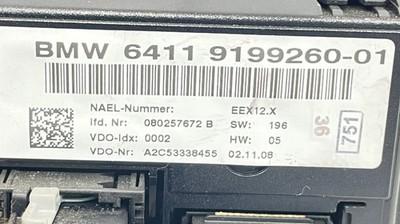 BMW 6411 9199260-01
NAEL-Nummer: EEX12.X
lfd. Nr: 080257672 B SW: 196
VDO-Idx: 0002 HW: 05
VDO-Nr: A2C53338455 02.11.08
36
751